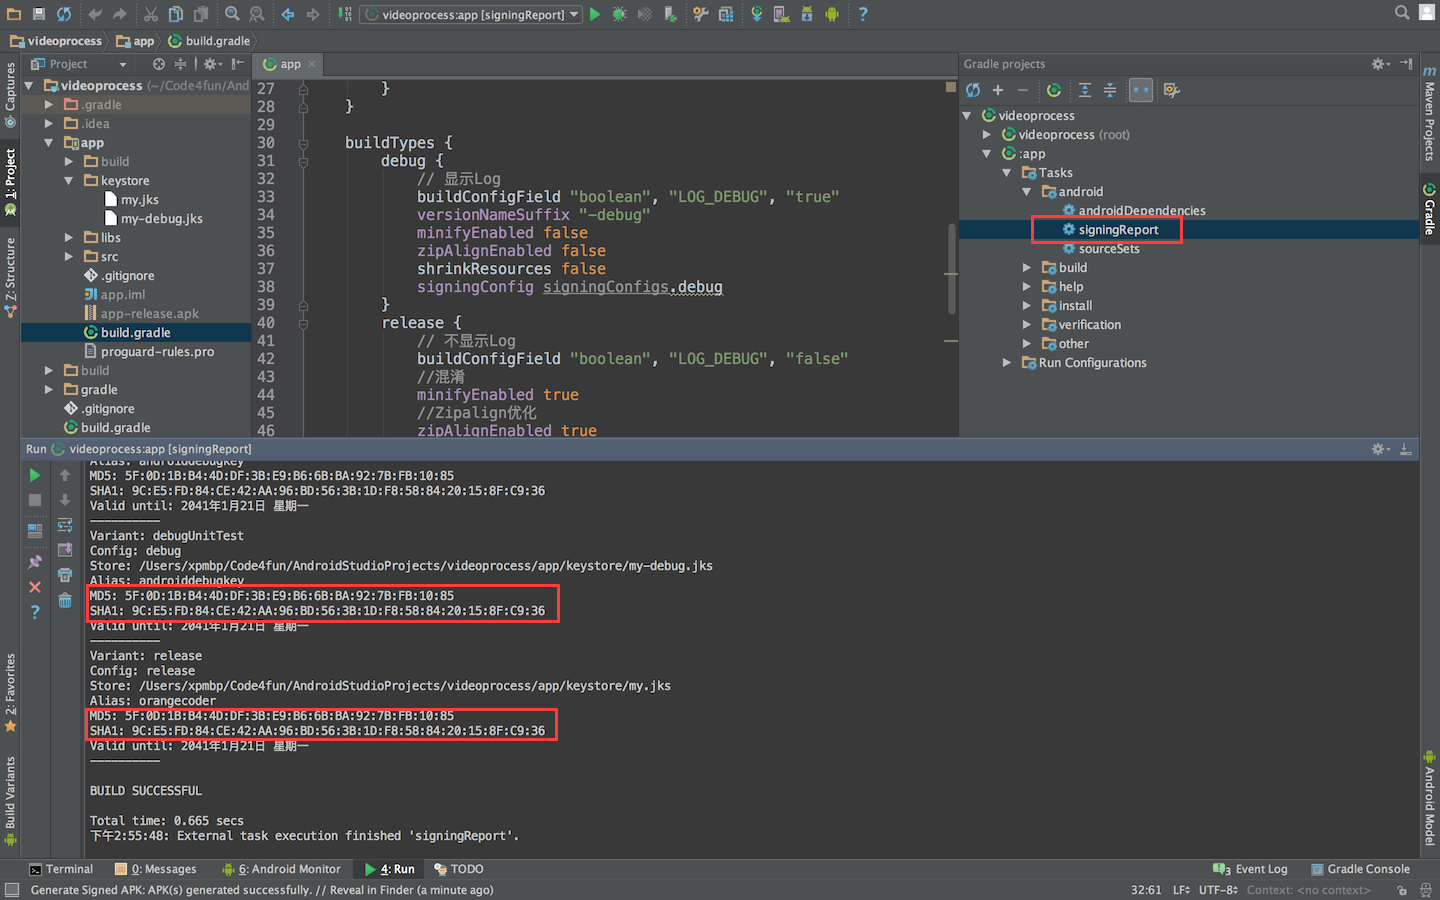 videoprocess:app [signingReport]
videoprocess
app
build.gradle
Project
app
Gradle projects
Captures
1: Project
Z: Structure
2: Favorites
Build Variants
videoprocess (~/Code4fun/And
.gradle
.idea
app
build
keystore
my.jks
my-debug.jks
libs
src
.gitignore
app.iml
app-release.apk
build.gradle
proguard-rules.pro
build
gradle
.gitignore
build.gradle
27 }
28 }
29
30 buildTypes {
31 debug {
32 // 显示Log
33 buildConfigField "boolean", "LOG_DEBUG", "true"
34 versionNameSuffix "-debug"
35 minifyEnabled false
36 zipAlignEnabled false
37 shrinkResources false
38 signingConfig signingConfigs.debug
39 }
40 release {
41 // 不显示Log
42 buildConfigField "boolean", "LOG_DEBUG", "false"
43 //混淆
44 minifyEnabled true
45 //Zipalign优化
46 zipAlignEnabled true
videoprocess
videoprocess (root)
:app
Tasks
android
androidDependencies
signingReport
sourceSets
build
help
install
verification
other
Run Configurations
m
Maven Projects
Gradle
Android Model
Run videoprocess:app [signingReport]
Alias: androiddebugkey
MD5: 5F:0D:1B:B4:4D:DF:3B:E9:B6:6B:BA:92:7B:FB:10:85
SHA1: 9C:E5:FD:84:CE:42:AA:96:BD:56:3B:1D:F8:58:84:20:15:8F:C9:36
Valid until: 2041年1月21日 星期一
----------
Variant: debugUnitTest
Config: debug
Store: /Users/xpmbp/Code4fun/AndroidStudioProjects/videoprocess/app/keystore/my-debug.jks
Alias: androiddebugkey
MD5: 5F:0D:1B:B4:4D:DF:3B:E9:B6:6B:BA:92:7B:FB:10:85
SHA1: 9C:E5:FD:84:CE:42:AA:96:BD:56:3B:1D:F8:58:84:20:15:8F:C9:36
Valid until: 2041年1月21日 星期一
----------
Variant: release
Config: release
Store: /Users/xpmbp/Code4fun/AndroidStudioProjects/videoprocess/app/keystore/my.jks
Alias: orangecoder
MD5: 5F:0D:1B:B4:4D:DF:3B:E9:B6:6B:BA:92:7B:FB:10:85
SHA1: 9C:E5:FD:84:CE:42:AA:96:BD:56:3B:1D:F8:58:84:20:15:8F:C9:36
Valid until: 2041年1月21日 星期一
----------
BUILD SUCCESSFUL
Total time: 0.665 secs
下午2:55:48: External task execution finished 'signingReport'.
Terminal 0: Messages 6: Android Monitor 4: Run TODO 3 Event Log Gradle Console
Generate Signed APK: APK(s) generated successfully. // Reveal in Finder (a minute ago) 32:61 LF UTF-8 Context: <no context>